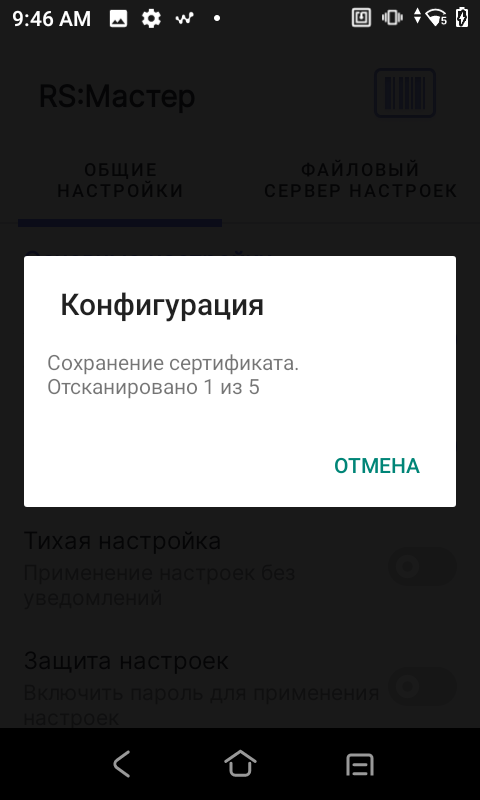 9:46 AM
5
RS:Мастер
ОБЩИЕ
НАСТРОЙКИ
ФАЙЛОВЫЙ
СЕРВЕР НАСТРОЕК
Конфигурация
Сохранение сертификата.
Отсканировано 1 из 5
ОТМЕНА
Тихая настройка
Применение настроек без
уведомлений
Защита настроек
Включить пароль для применения
настроек